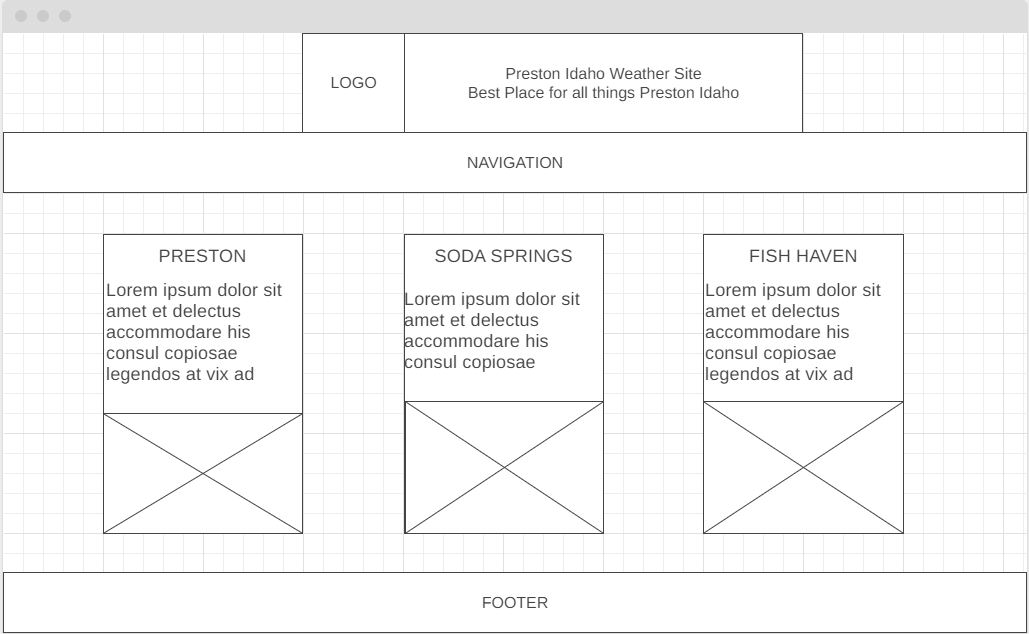 LOGO
Preston Idaho Weather Site
Best Place for all things Preston Idaho
NAVIGATION
PRESTON
Lorem ipsum dolor sit
amet et delectus
accommodare his
consul copiosae
legendos at vix ad
SODA SPRINGS
Lorem ipsum dolor sit
amet et delectus
accommodare his
consul copiosae
FISH HAVEN
Lorem ipsum dolor sit
amet et delectus
accommodare his
consul copiosae
legendos at vix ad
FOOTER